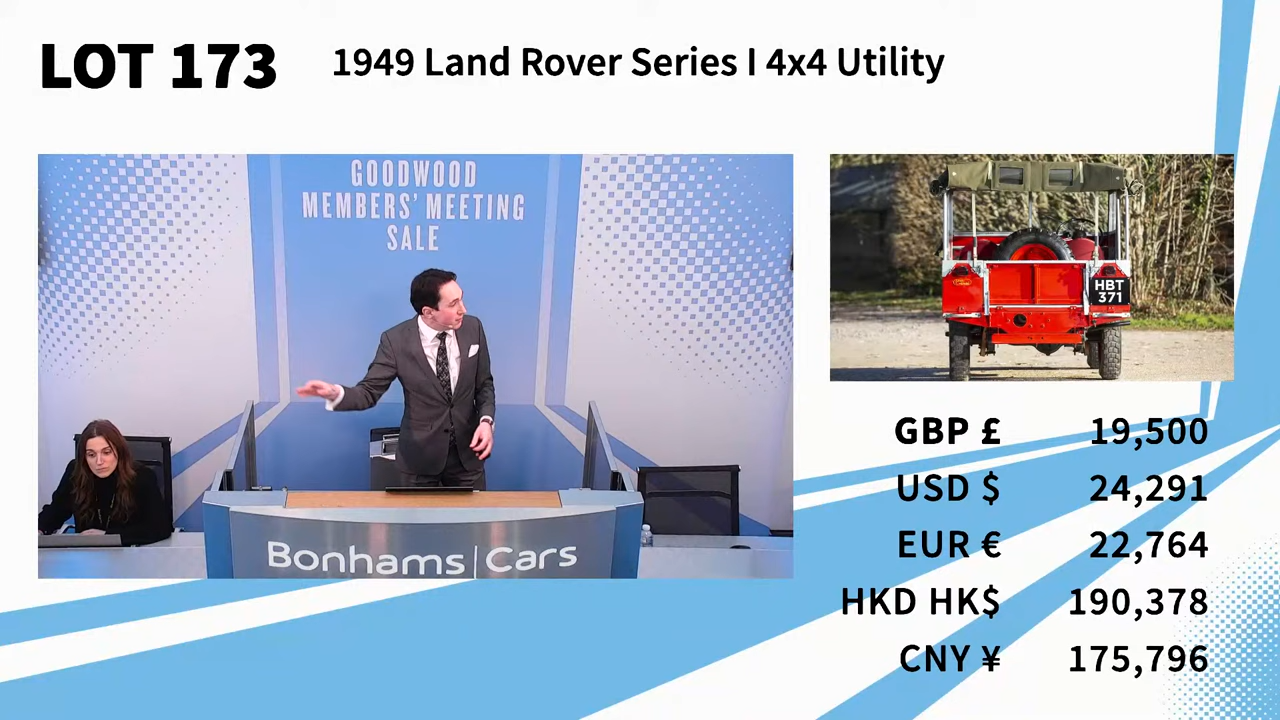 LOT 173
1949 Land Rover Series I 4x4 Utility
GOODWOOD
MEMBERS' MEETING
SALE
Bonhams|Cars
HBT
371
GBP £ 19,500
USD $ 24,291
EUR € 22,764
HKD HK$ 190,378
CNY ¥ 175,796